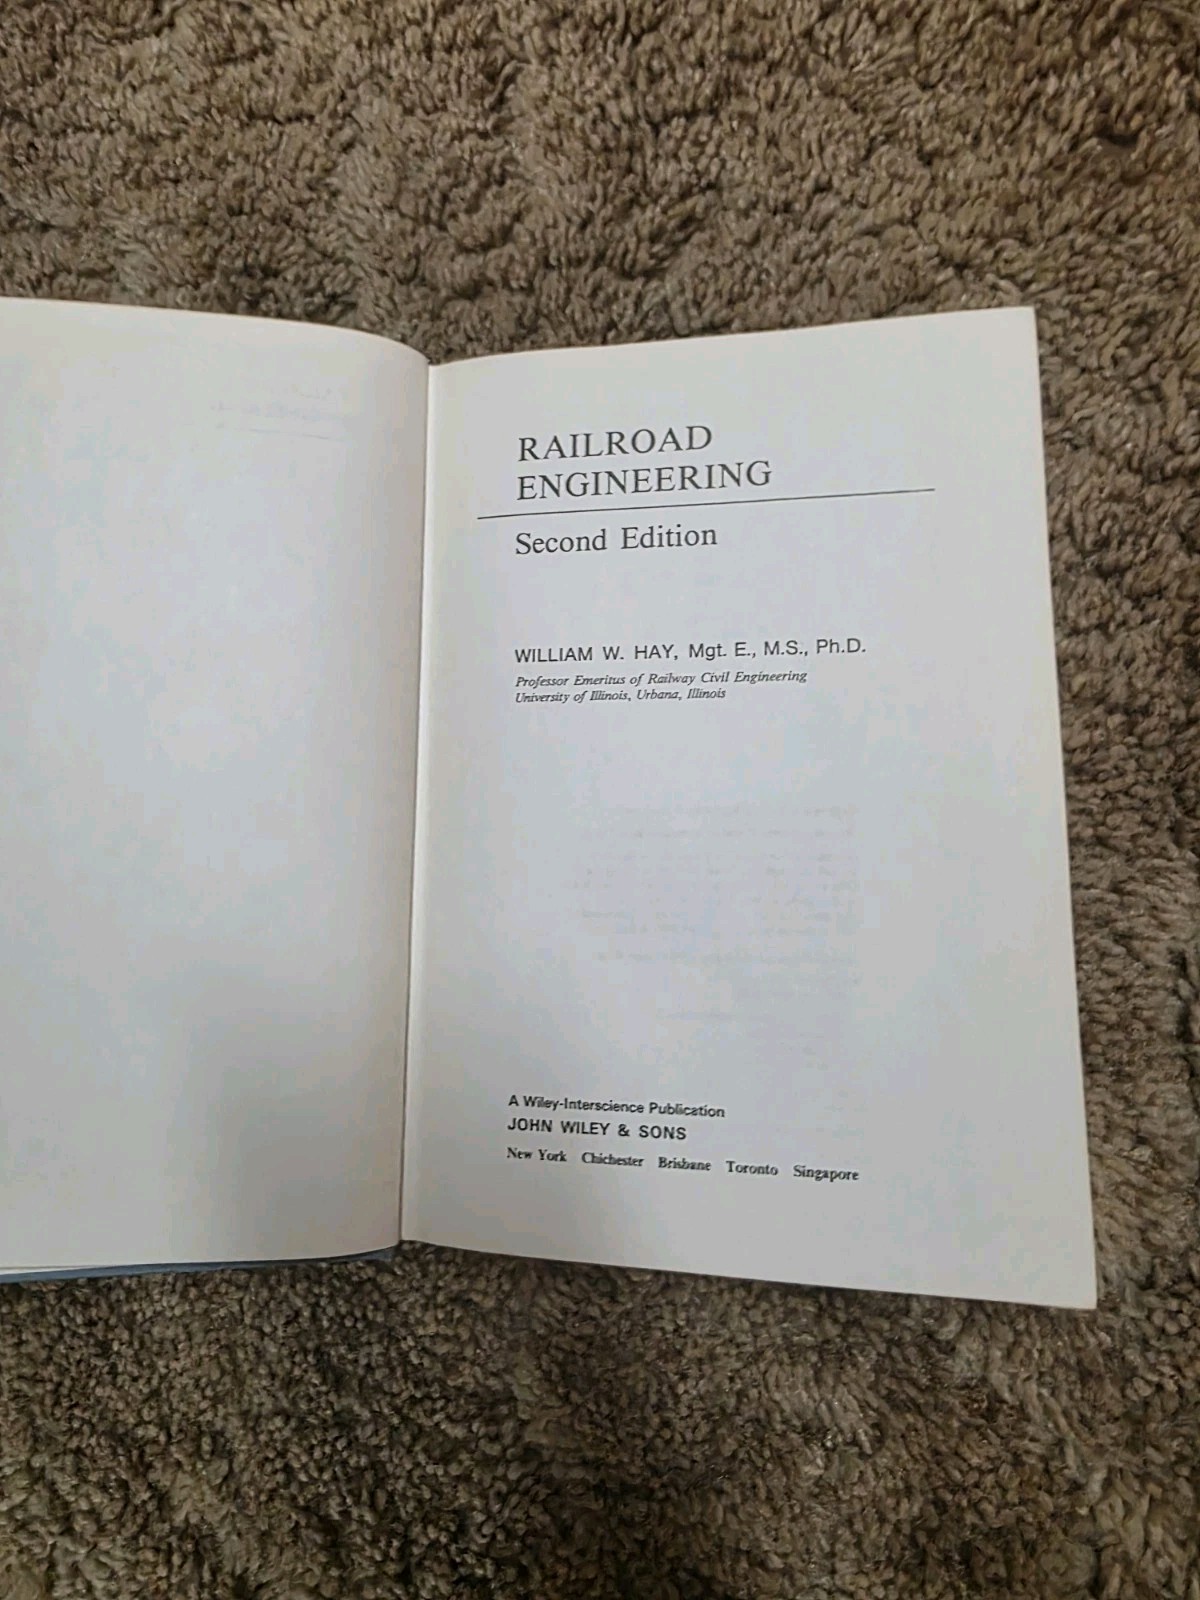 RAILROAD
ENGINEERING
Second Edition
WILLIAM W. HAY, Mgt. E., M.S., Ph.D.
Professor Emeritus of Railway Civil Engineering
University of Illinois, Urbana, Illinois
A Wiley-Interscience Publication
JOHN WILEY & SONS
New York Chichester Brisbane Toronto Singapore